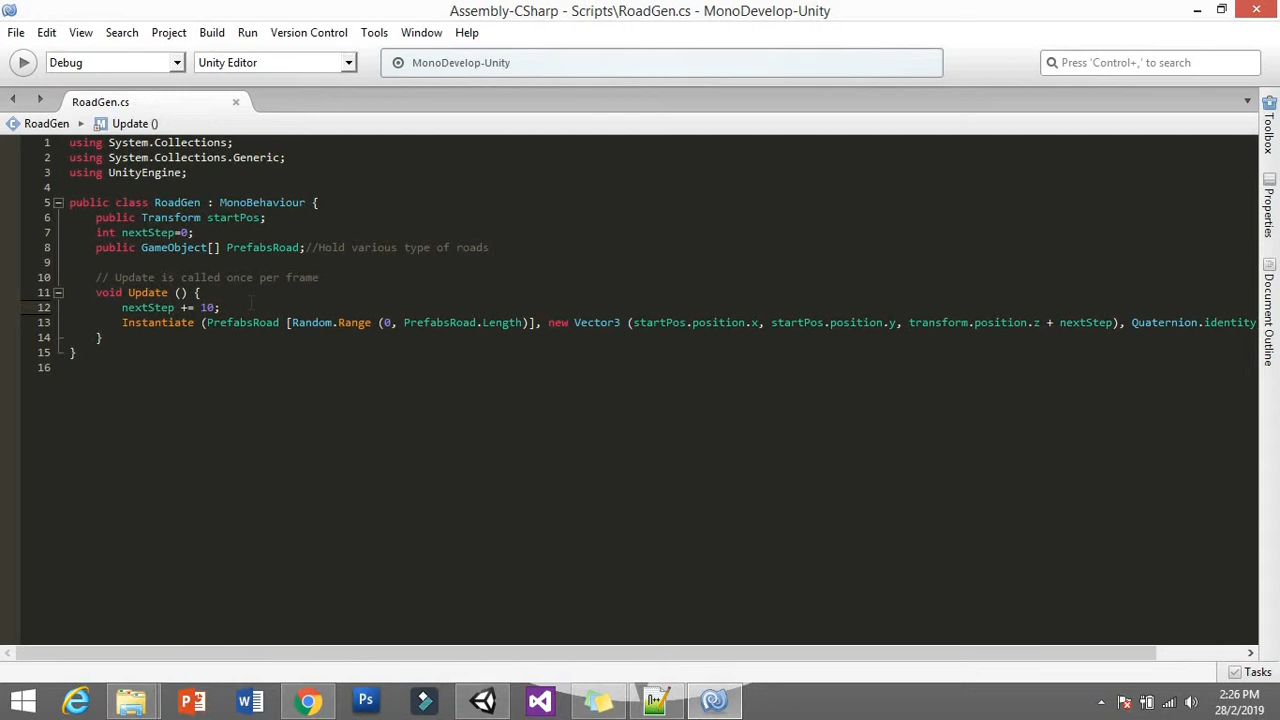 Assembly-CSharp - Scripts\RoadGen.cs - MonoDevelop-Unity
File Edit View Search Project Build Run Version Control Tools Window Help
Debug Unity Editor MonoDevelop-Unity Press 'Control+,' to search
RoadGen.cs
RoadGen Update ()
1 using System.Collections;
2 using System.Collections.Generic;
3 using UnityEngine;
4
5 public class RoadGen : MonoBehaviour {
6 public Transform startPos;
7 int nextStep=0;
8 public GameObject[] PrefabsRoad;//Hold various type of roads
9
10 // Update is called once per frame
11 void Update () {
12 nextStep += 10;
13 Instantiate (PrefabsRoad [Random.Range (0, PrefabsRoad.Length)], new Vector3 (startPos.position.x, startPos.position.y, transform.position.z + nextStep), Quaternion.identity
14 }
15 }
16
Toolbox
Properties
Document Outline
Tasks
2:26 PM
28/2/2019